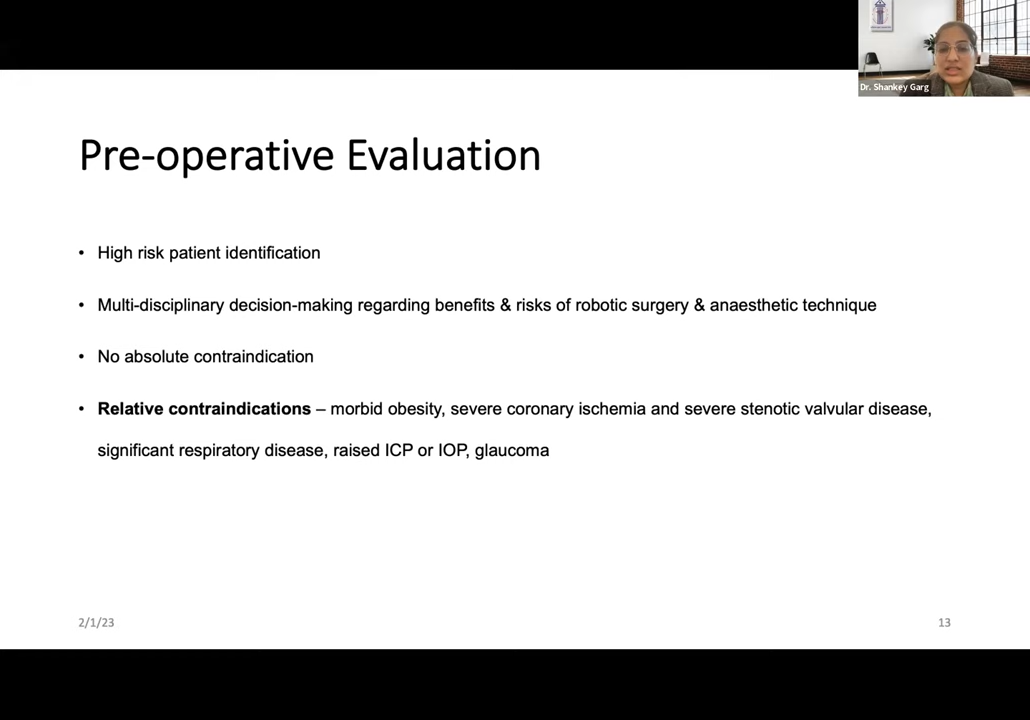 Dr. Shankey Garg
Pre-operative Evaluation
• High risk patient identification
• Multi-disciplinary decision-making regarding benefits & risks of robotic surgery & anaesthetic technique
• No absolute contraindication
• Relative contraindications – morbid obesity, severe coronary ischemia and severe stenotic valvular disease,
significant respiratory disease, raised ICP or IOP, glaucoma
2/1/23
13